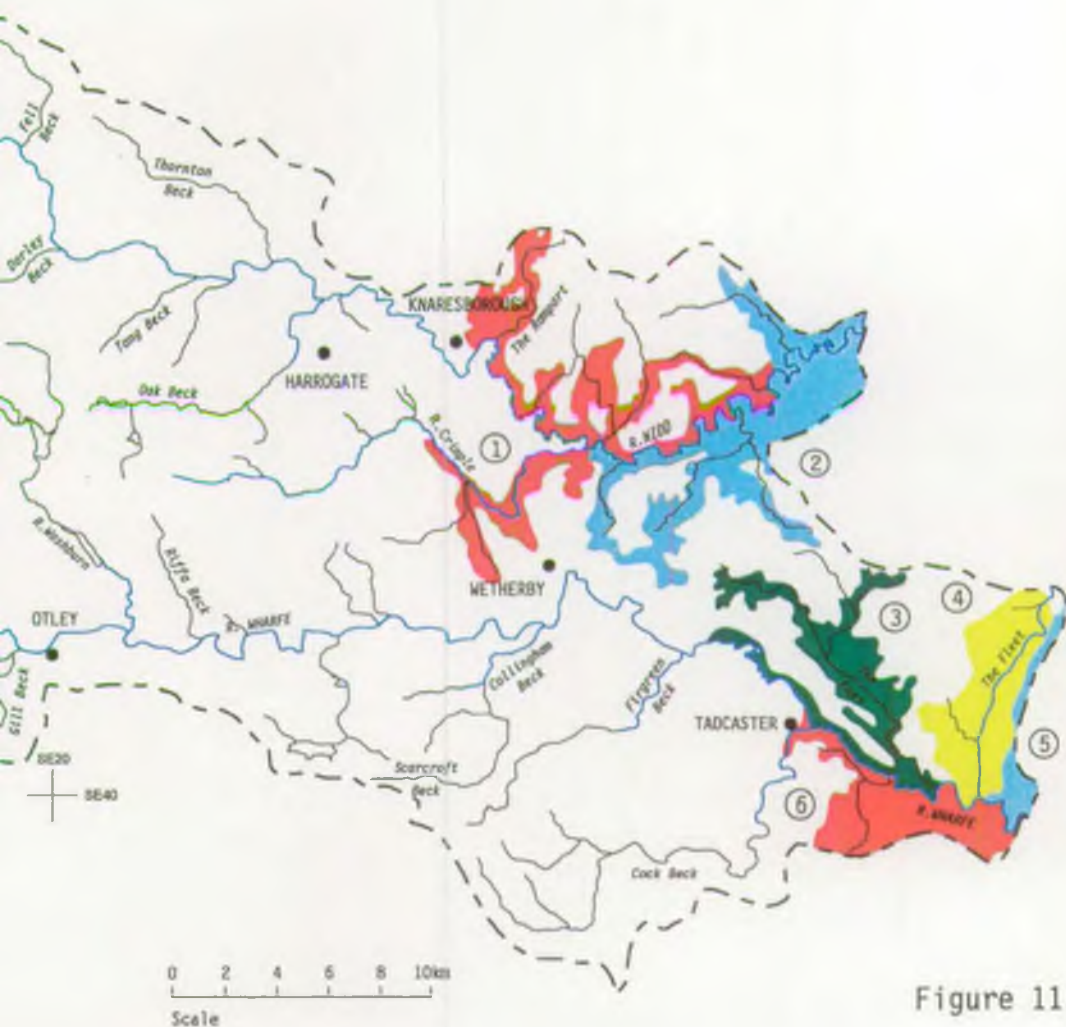 Fell
Beck
Thornton
Beck
Darley
Beck
Tang Beck
KNARESBOROUGH
The Rampart
HARROGATE
Oak Beck
R.Crimple
①
R.NIDD
②
R.Washburn
Riffa Beck
WETHERBY
OTLEY
R. WHARFE
Collingham
Beck
③
④
The Fleet
Firgreen
Beck
Gill Beck
TADCASTER
⑤
SE20
SE40
Scarcroft
Beck
⑥
R.WHARFE
Cock Beck
0 2 4 6 8 10km
Scale
Figure 11